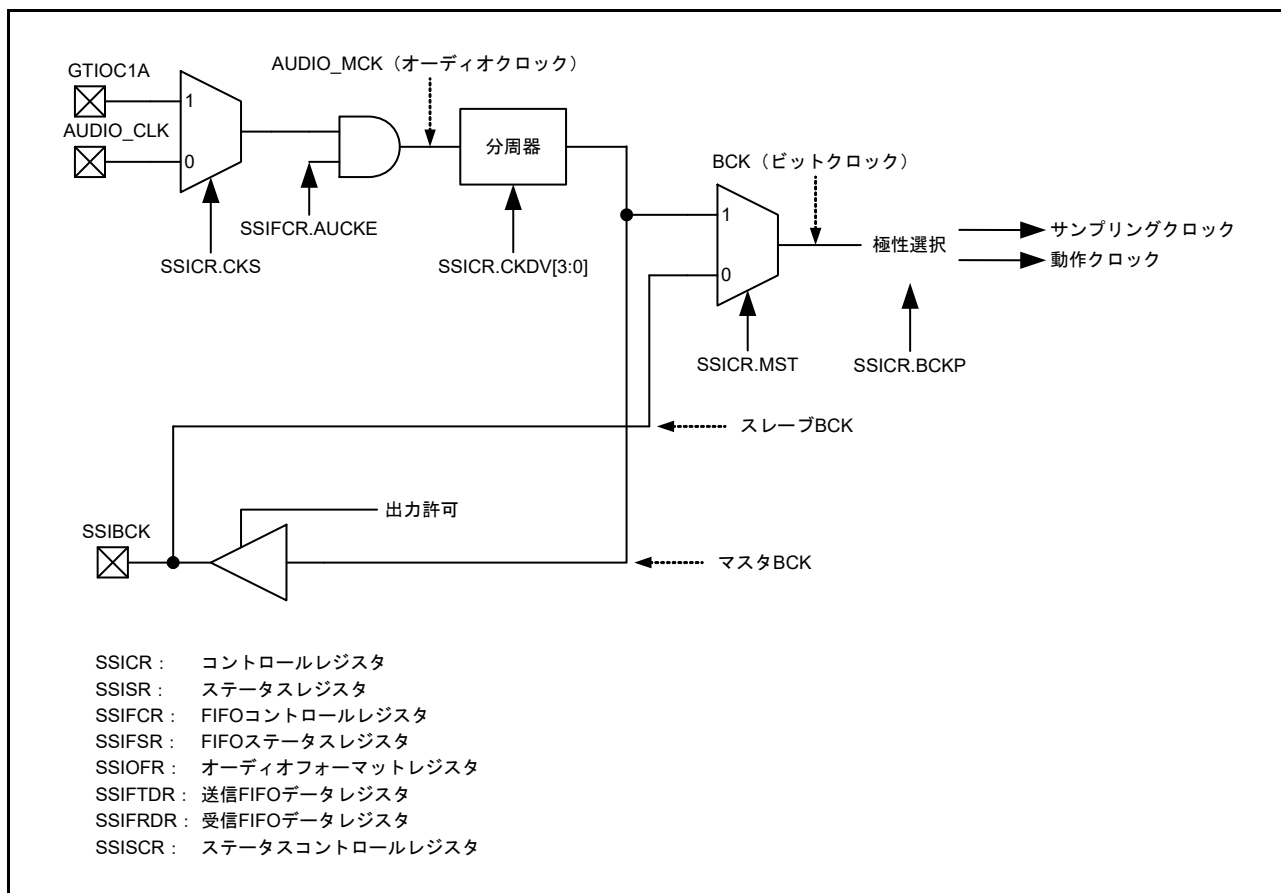 GTIOC1A
AUDIO_CLK
1
0
SSICR.CKS
SSIFCR.AUCKE
AUDIO_MCK（オーディオクロック）
分周器
SSICR.CKDV[3:0]
BCK（ビットクロック）
1
0
SSICR.MST
極性選択
SSICR.BCKP
サンプリングクロック
動作クロック
スレーブBCK
出力許可
SSIBCK
マスタBCK
SSICR： コントロールレジスタ
SSISR： ステータスレジスタ
SSIFCR： FIFOコントロールレジスタ
SSIFSR： FIFOステータスレジスタ
SSIOFR： オーディオフォーマットレジスタ
SSIFTDR： 送信FIFOデータレジスタ
SSIFRDR： 受信FIFOデータレジスタ
SSISCR： ステータスコントロールレジスタ